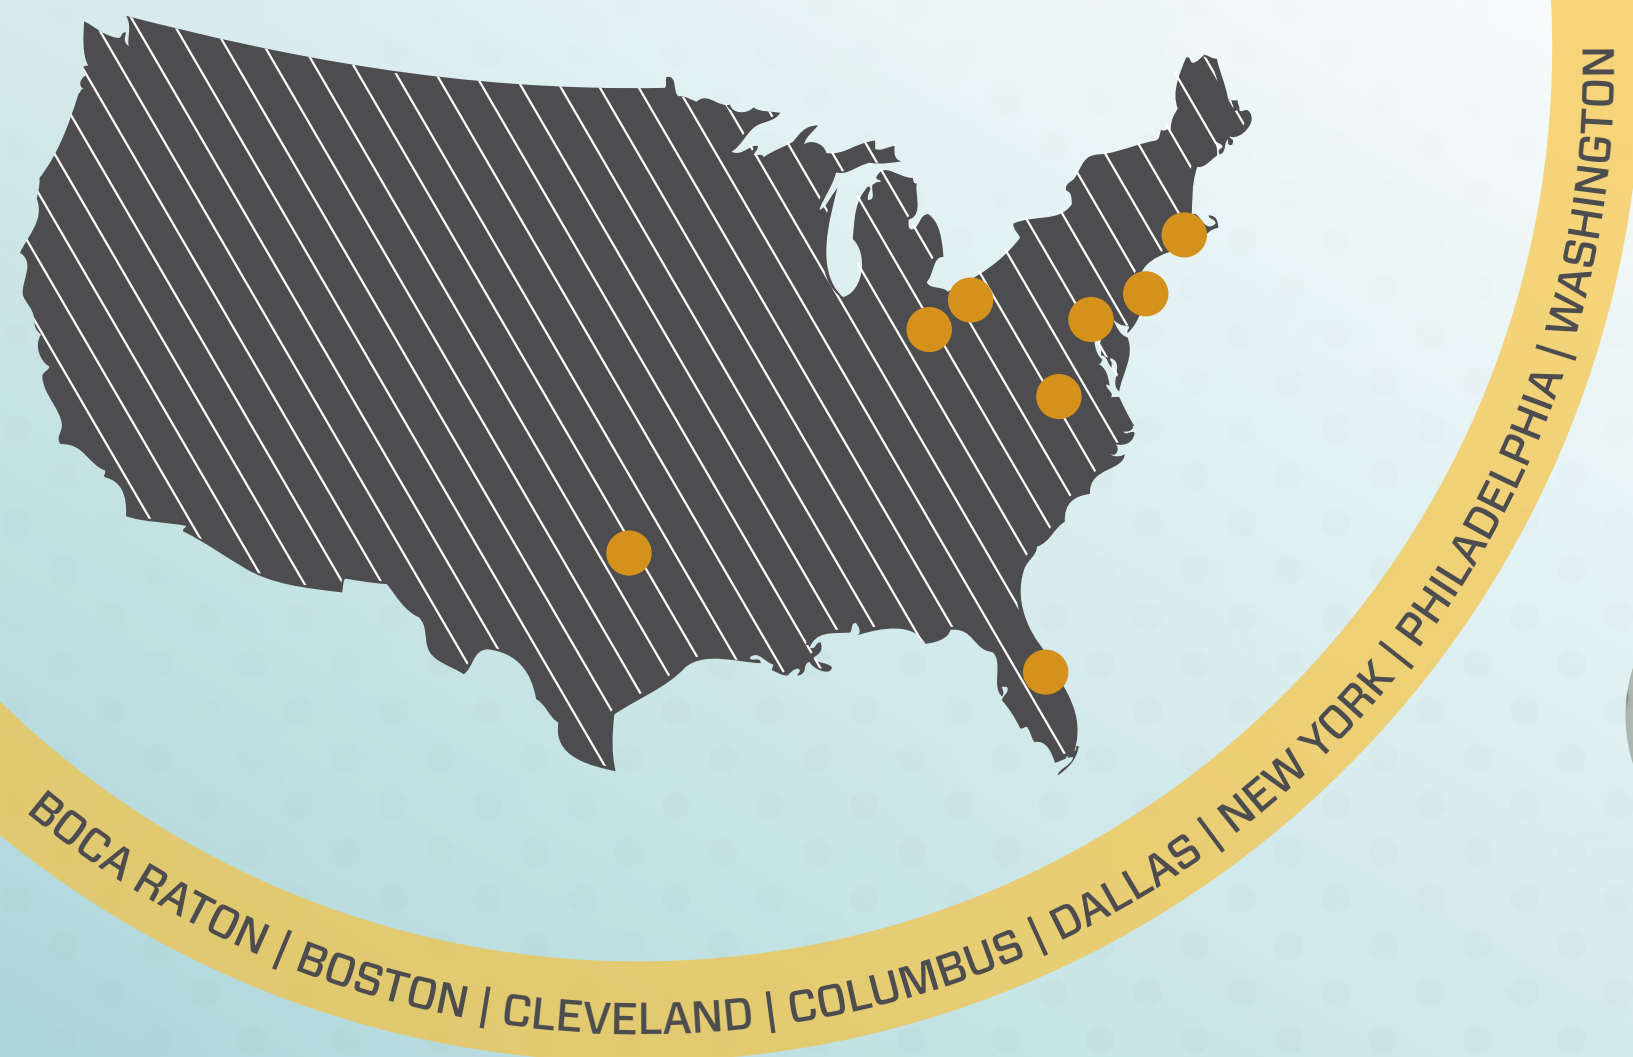 BOCA RATON | BOSTON | CLEVELAND | COLUMBUS | DALLAS | NEW YORK | PHILADELPHIA | WASHINGTON